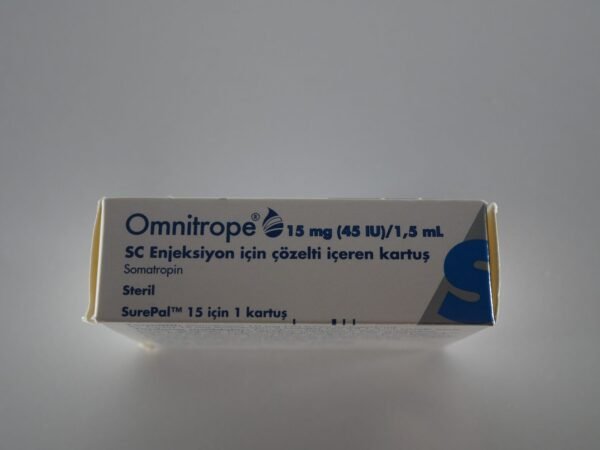 Omnitrope® 15 mg (45 IU)/1,5 mL
SC Enjeksiyon için çözelti içeren kartuş
Somatropin
Steril
SurePal™ 15 için 1 kartuş
S